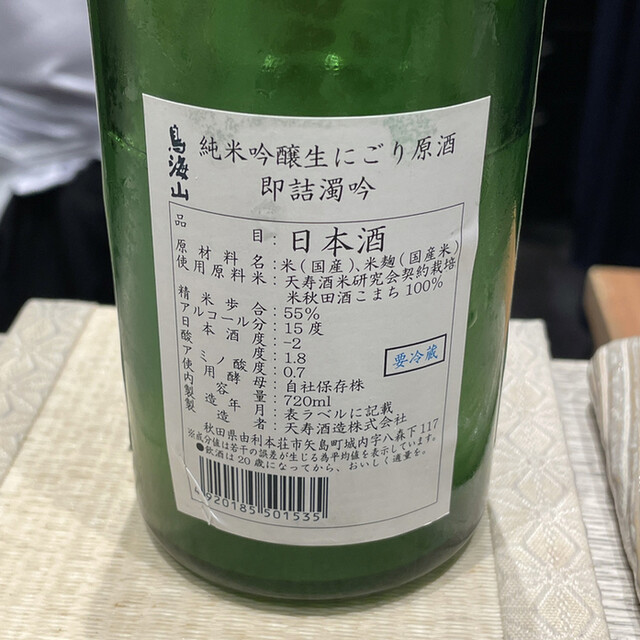 鳥海山
純米吟醸生にごり原酒
即詰濁吟
品目：日本酒
原材料名：米(国産)、米麹(国産米)
使用原料米：天寿酒米研究会契約栽培
米秋田酒こまち100%
精米歩合：55%
アルコール分：15度
日本酒度：-2
酸度：1.8
アミノ酸度：0.7
使用酵母：自社保存株
内容量：720ml
製造年月：表ラベルに記載
製造者：天寿酒造株式会社
要冷蔵
秋田県由利本荘市矢島町城内字八森下117
※成分値は若干の誤差が生じる為平均値を表示しています。
●飲酒は20歳になってから、おいしく適量を。
4920185501535